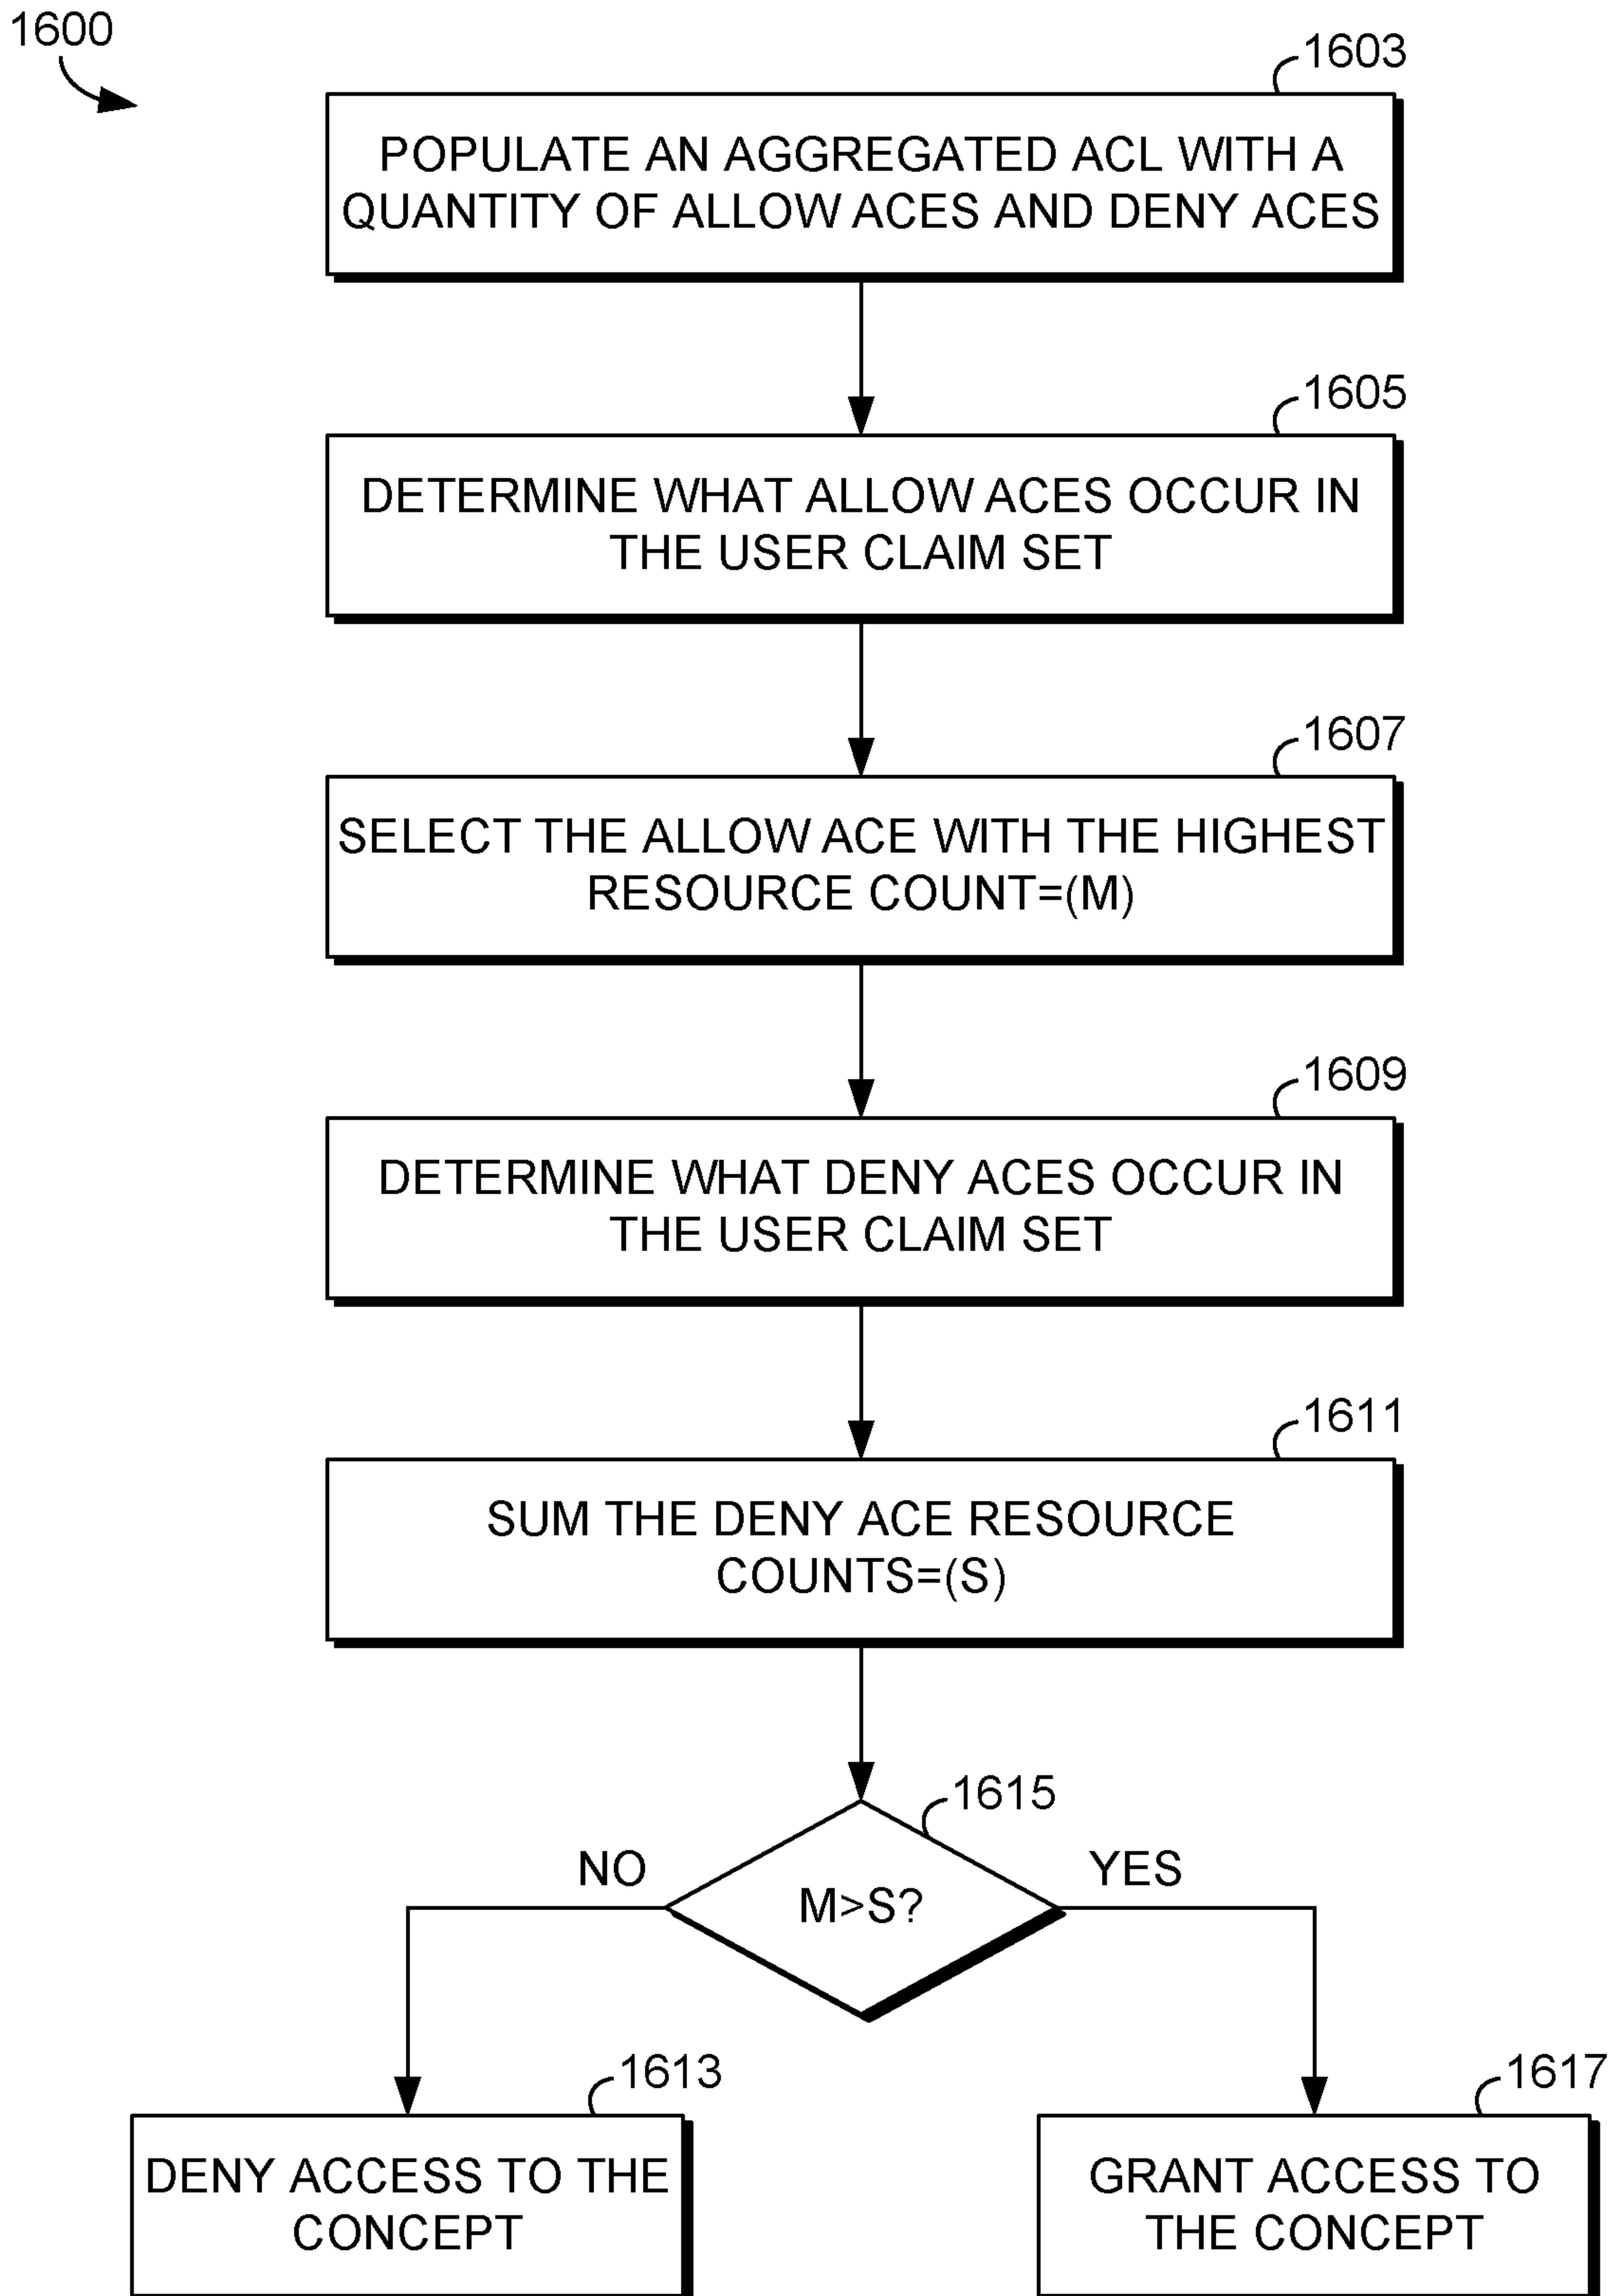 1600
1603
POPULATE AN AGGREGATED ACL WITH A
QUANTITY OF ALLOW ACES AND DENY ACES
1605
DETERMINE WHAT ALLOW ACES OCCUR IN
THE USER CLAIM SET
1607
SELECT THE ALLOW ACE WITH THE HIGHEST
RESOURCE COUNT=(M)
1609
DETERMINE WHAT DENY ACES OCCUR IN
THE USER CLAIM SET
1611
SUM THE DENY ACE RESOURCE
COUNTS=(S)
1615
NO
YES
M>S?
1613
DENY ACCESS TO THE
CONCEPT
1617
GRANT ACCESS TO
THE CONCEPT